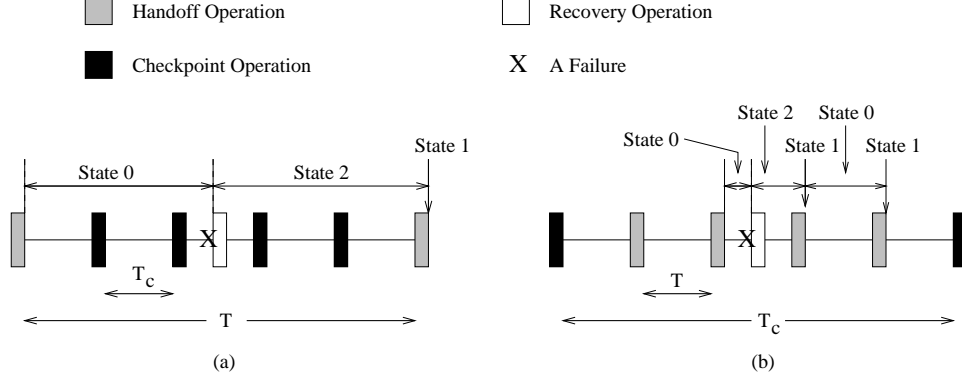 Handoff Operation
Recovery Operation
Checkpoint Operation
X A Failure
State 0
State 2
State 1
X
T_c
T
(a)
State 2 State 0
State 0
State 1
State 1
X
T
T_c
(b)